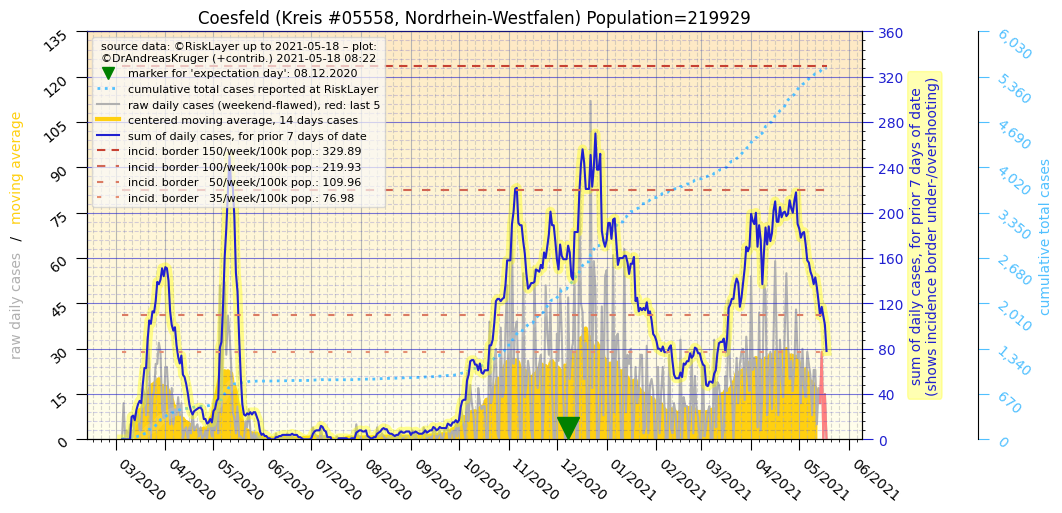 Coesfeld (Kreis #05558, Nordrhein-Westfalen) Population=219929
source data: ©RiskLayer up to 2021-05-18 – plot:
©DrAndreasKruger (+contrib.) 2021-05-18 08:22
marker for 'expectation day': 08.12.2020
cumulative total cases reported at RiskLayer
raw daily cases (weekend-flawed), red: last 5
centered moving average, 14 days cases
sum of daily cases, for prior 7 days of date
incid. border 150/week/100k pop.: 329.89
incid. border 100/week/100k pop.: 219.93
incid. border   50/week/100k pop.: 109.96
incid. border   35/week/100k pop.: 76.98
raw daily cases   /   moving average
135
120
105
90
75
60
45
30
15
0
03/2020
04/2020
05/2020
06/2020
07/2020
08/2020
09/2020
10/2020
11/2020
12/2020
01/2021
02/2021
03/2021
04/2021
05/2021
06/2021
360
320
280
240
200
160
120
80
40
0
sum of daily cases, for prior 7 days of date
(shows incidence border under-/overshooting)
6,030
5,360
4,690
4,020
3,350
2,680
2,010
1,340
670
0
cumulative total cases